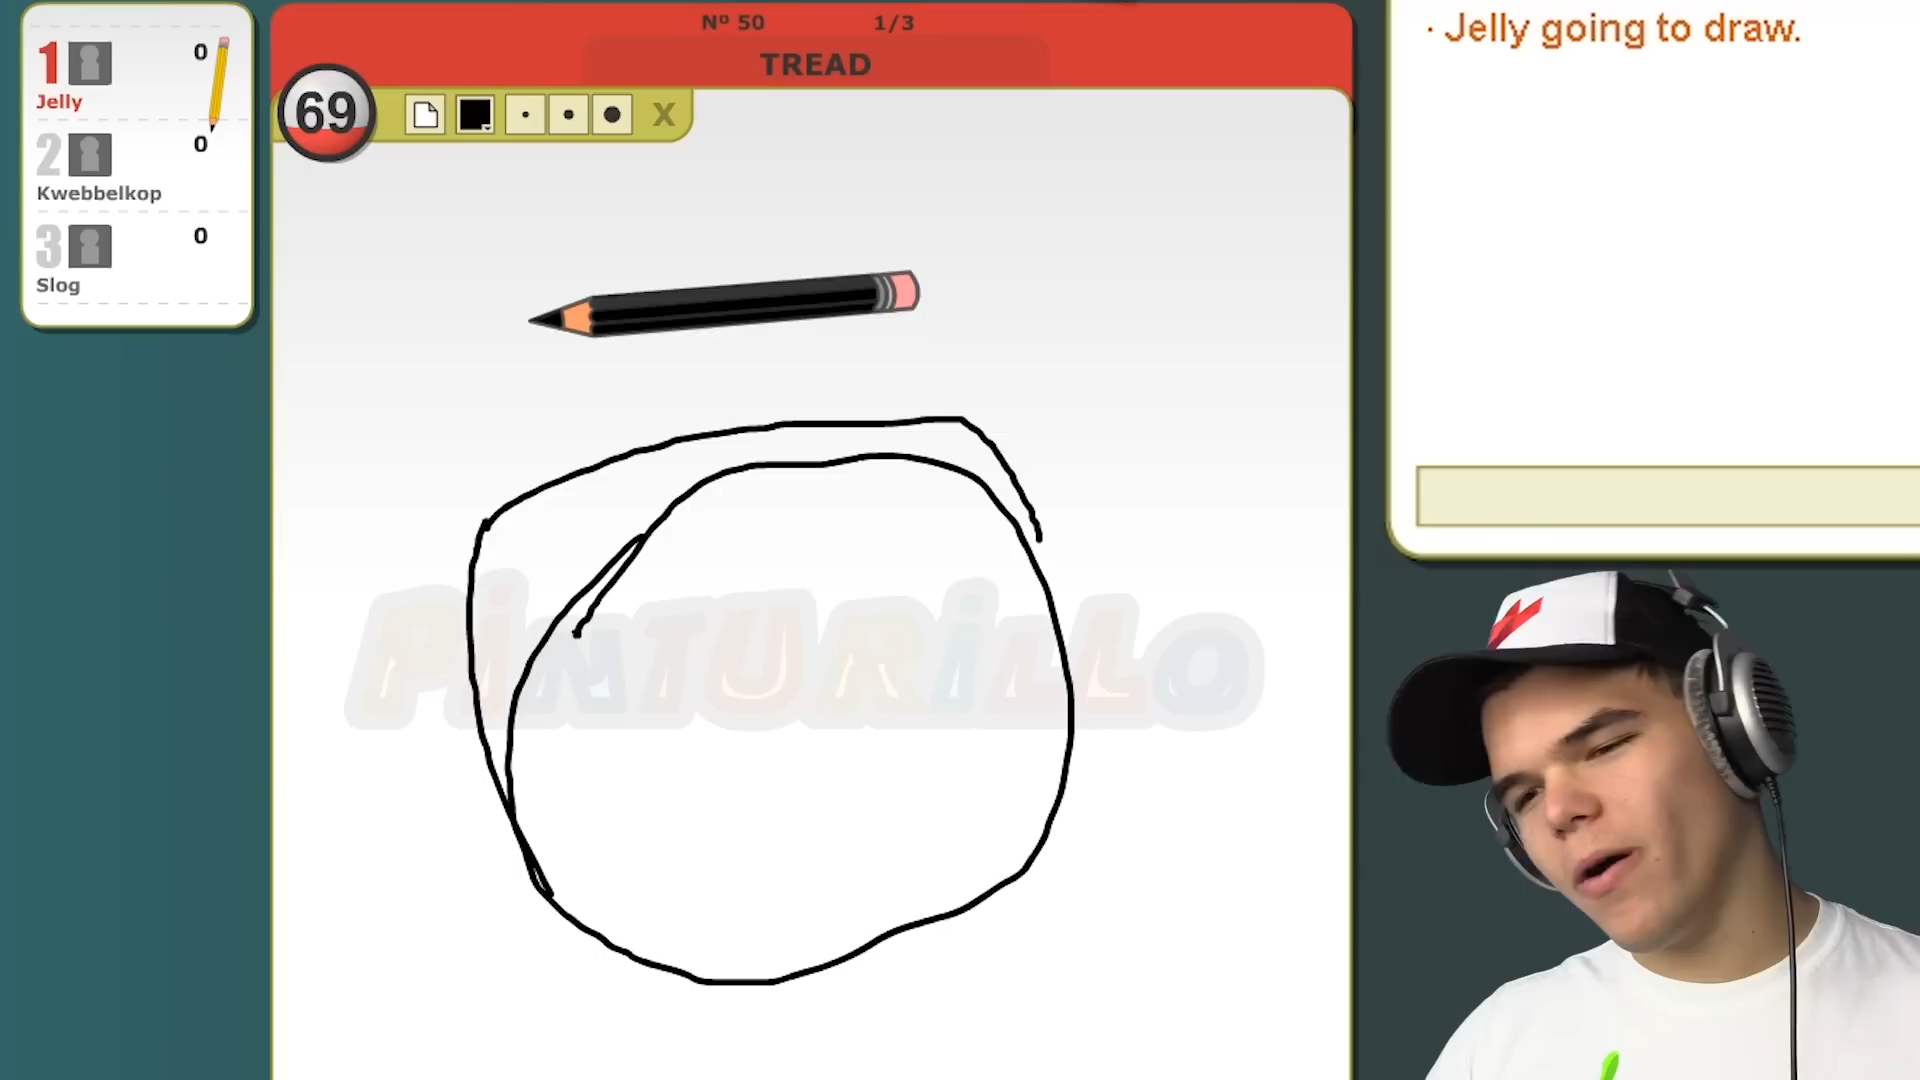 1
0
Jelly
2
0
Kwebbelkop
3
0
Slog
Nº 50
1/3
TREAD
69
X
PiNTURiLLO
· Jelly going to draw.